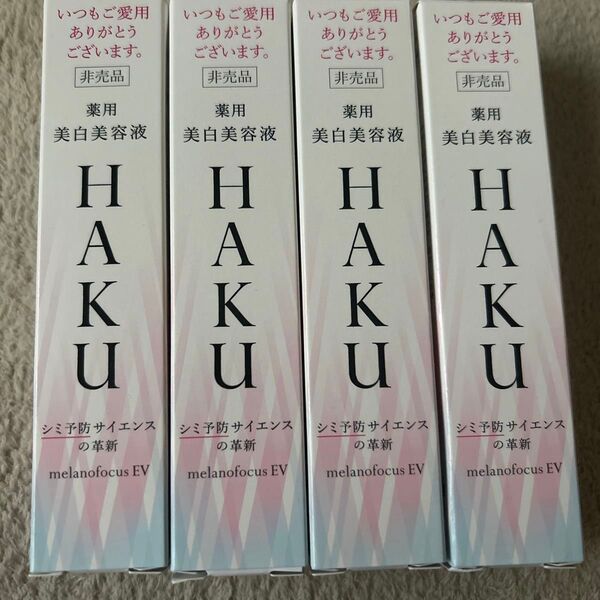 いつもご愛用
ありがとう
ございます。
非売品
薬用
美白美容液
HAKU
シミ予防サイエンス
の革新
melanofocus EV
いつもご愛用
ありがとう
ございます。
非売品
薬用
美白美容液
HAKU
シミ予防サイエンス
の革新
melanofocus EV
いつもご愛用
ありがとう
ございます。
非売品
薬用
美白美容液
HAKU
シミ予防サイエンス
の革新
melanofocus EV
いつもご愛用
ありがとう
ございます。
非売品
薬用
美白美容液
HAKU
シミ予防サイエンス
の革新
melanofocus EV